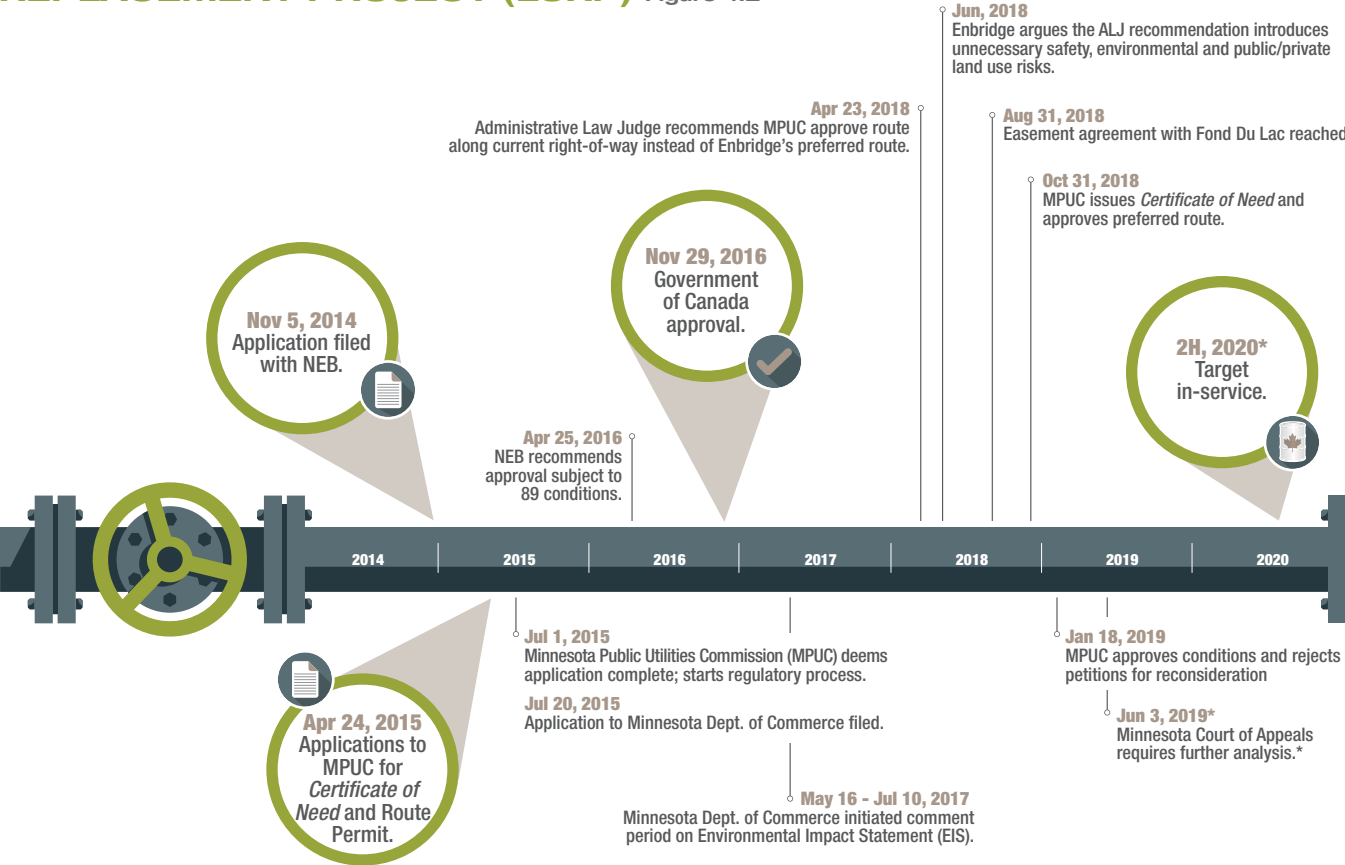 Figure 4.2
Jun, 2018
Enbridge argues the ALJ recommendation introduces
unnecessary safety, environmental and public/private
land use risks.
Apr 23, 2018
Administrative Law Judge recommends MPUC approve route
along current right-of-way instead of Enbridge's preferred route.
Aug 31, 2018
Easement agreement with Fond Du Lac reached
Oct 31, 2018
MPUC issues Certificate of Need and
approves preferred route.
Nov 29, 2016
Government
of Canada
approval.
Nov 5, 2014
Application filed
with NEB.
2H, 2020*
Target
in-service.
Apr 25, 2016
NEB recommends
approval subject to
89 conditions.
2014 2015 2016 2017 2018 2019 2020
Jul 1, 2015
Minnesota Public Utilities Commission (MPUC) deems
application complete; starts regulatory process.
Jul 20, 2015
Application to Minnesota Dept. of Commerce filed.
Apr 24, 2015
Applications to
MPUC for
Certificate of
Need and Route
Permit.
May 16 - Jul 10, 2017
Minnesota Dept. of Commerce initiated comment
period on Environmental Impact Statement (EIS).
Jan 18, 2019
MPUC approves conditions and rejects
petitions for reconsideration
Jun 3, 2019*
Minnesota Court of Appeals
requires further analysis.*